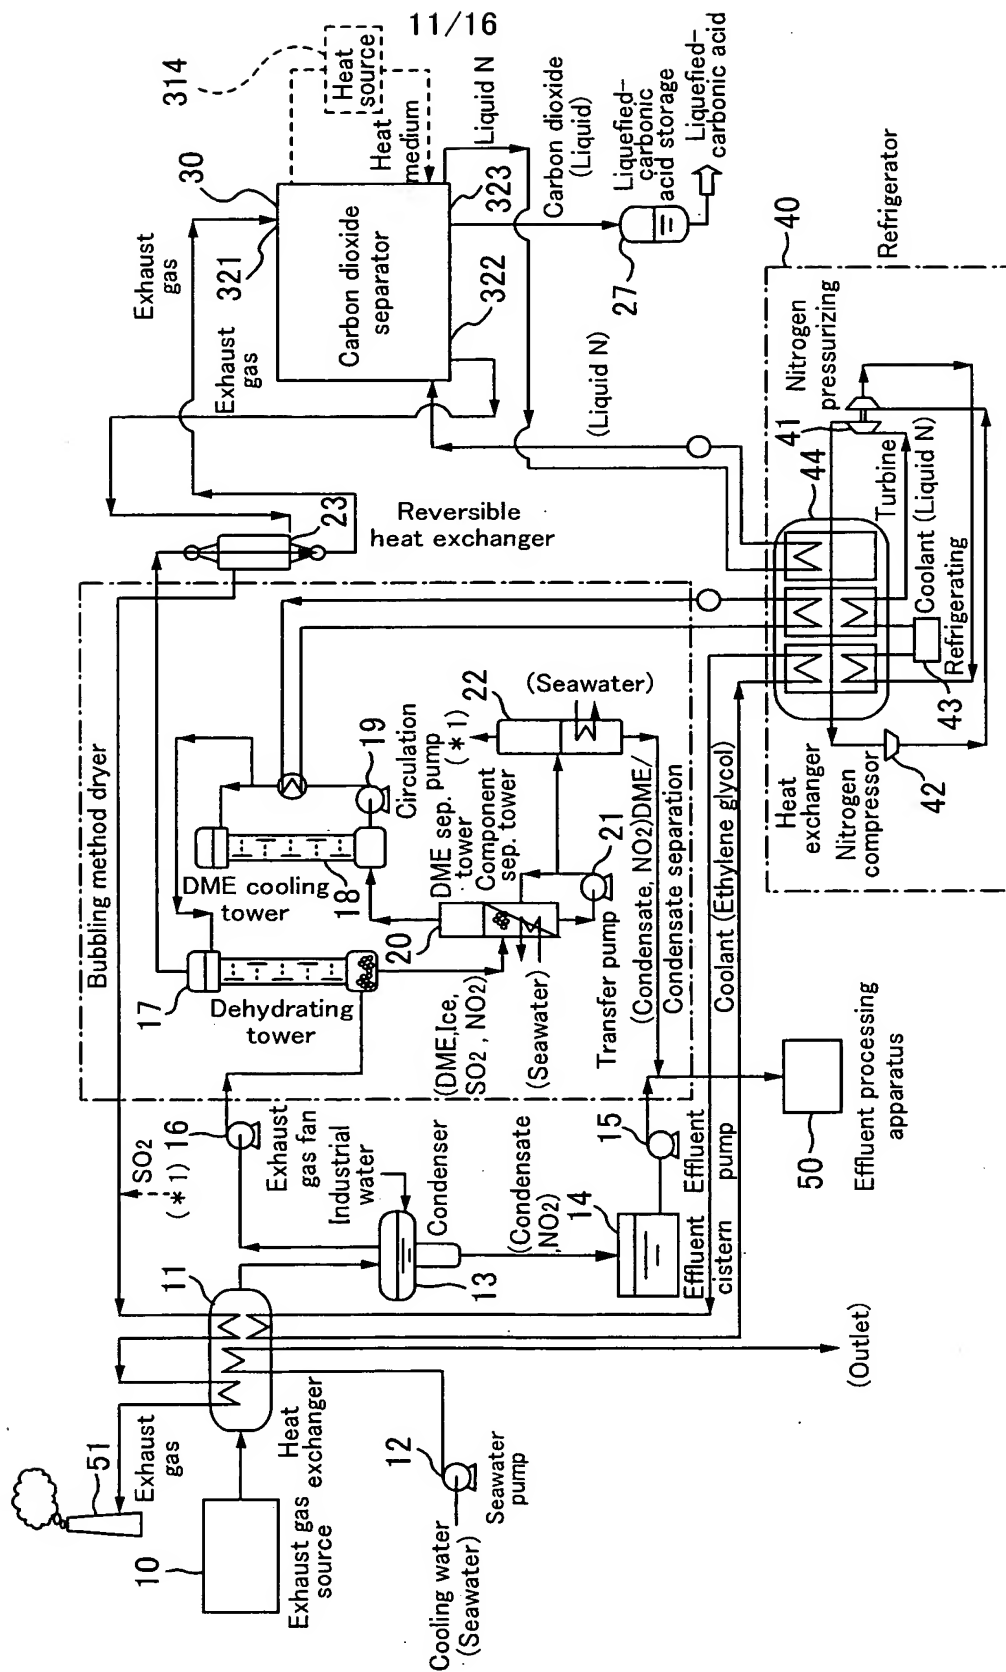 11/16
314
Heat
source
Heat
medium
Liquid N
30
Exhaust
gas
321
Carbon dioxide
separator
323
322
Exhaust
gas
Carbon dioxide
(Liquid)
Liquefied-
carbonic
acid storage
27
Liquefied-
carbonic acid
(Liquid N)
23
Reversible
heat exchanger
Bubbling method dryer
17
Dehydrating
tower
DME cooling
tower
18
19
Circulation
pump
(*1)
22
(Seawater)
DME sep.
tower
Component
sep. tower
20
21
Transfer pump
(DME,Ice,
SO2 , NO2)
(Seawater)
(Condensate, NO2)DME/
Condensate separation
SO2
(*1)
16
Exhaust
gas fan
Industrial
water
Condenser
13
(Condensate
,NO2)
14
Effluent
cistern
15
Effluent
pump
50
Effluent processing
apparatus
Coolant (Ethylene glycol)
11
Heat
exchanger
Exhaust
gas
51
10
Exhaust gas
source
12
Seawater
pump
Cooling water
(Seawater)
(Outlet)
40
Refrigerator
Nitrogen
pressurizing
41
44
Turbine
Coolant (Liquid N)
Refrigerating
43
42
Heat
exchanger
Nitrogen
compressor